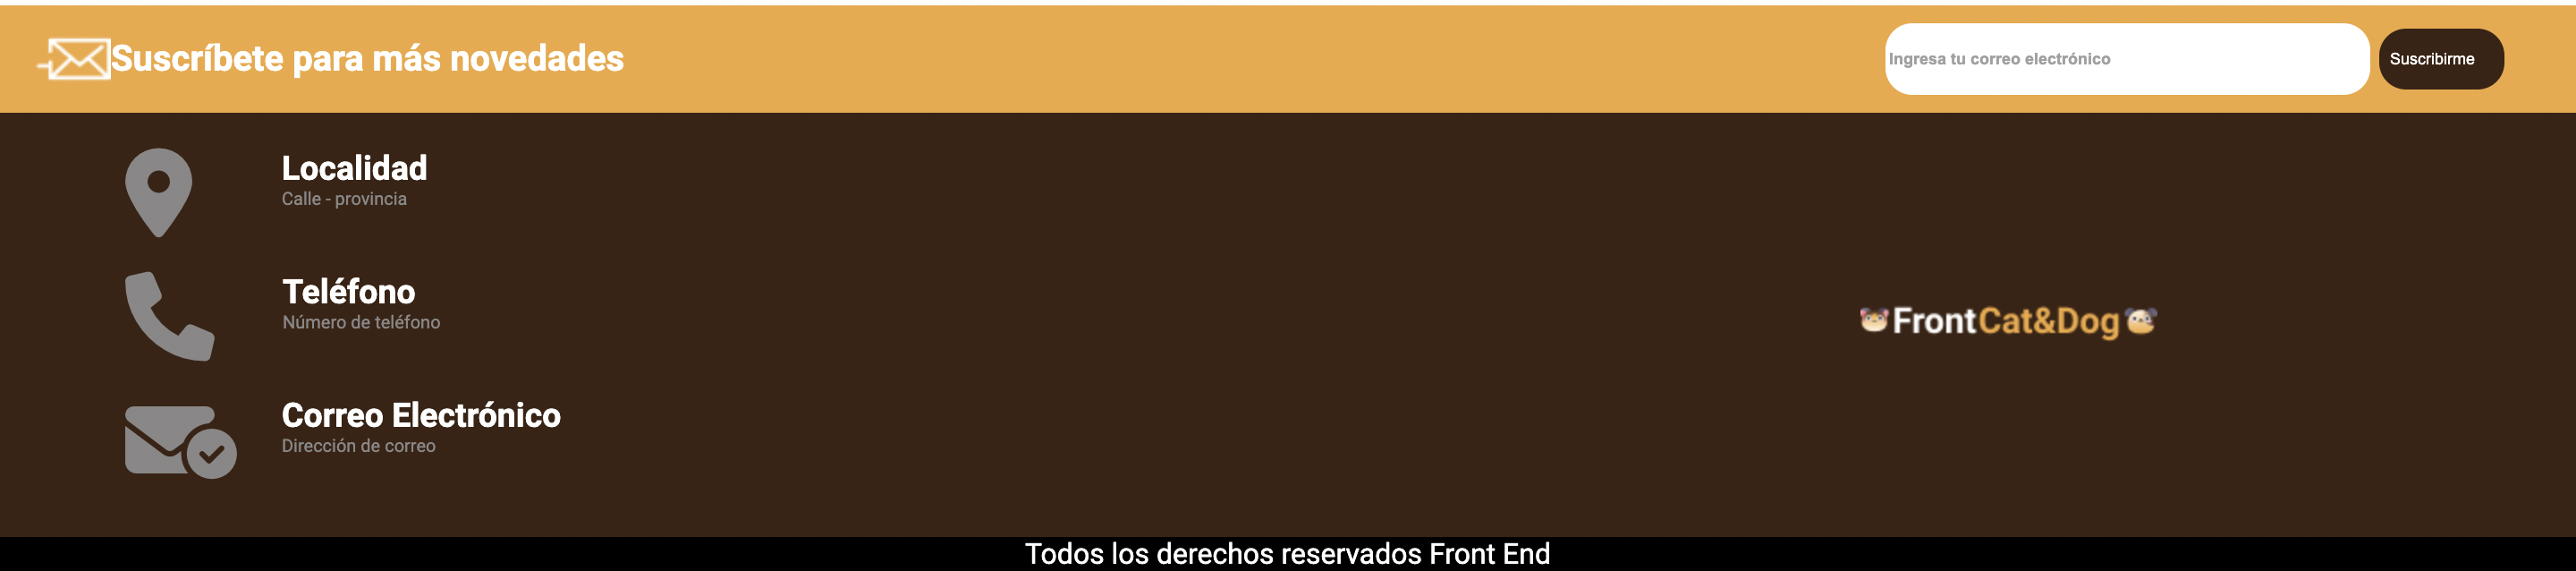 Suscríbete para más novedades
Ingresa tu correo electrónico
Suscribirme
Localidad
Calle - provincia
Teléfono
Número de teléfono
FrontCat&Dog
Correo Electrónico
Dirección de correo
Todos los derechos reservados Front End